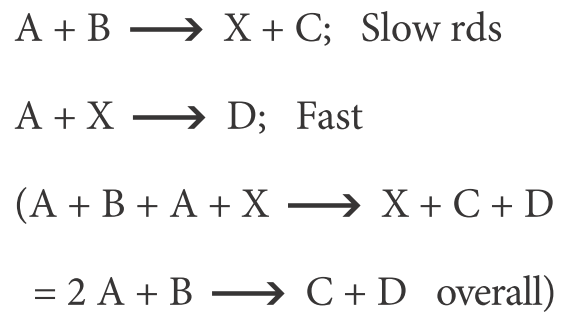 A + B ⟶ X + C; Slow rds
A + X ⟶ D; Fast
(A + B + A + X ⟶ X + C + D
= 2 A + B ⟶ C + D overall)